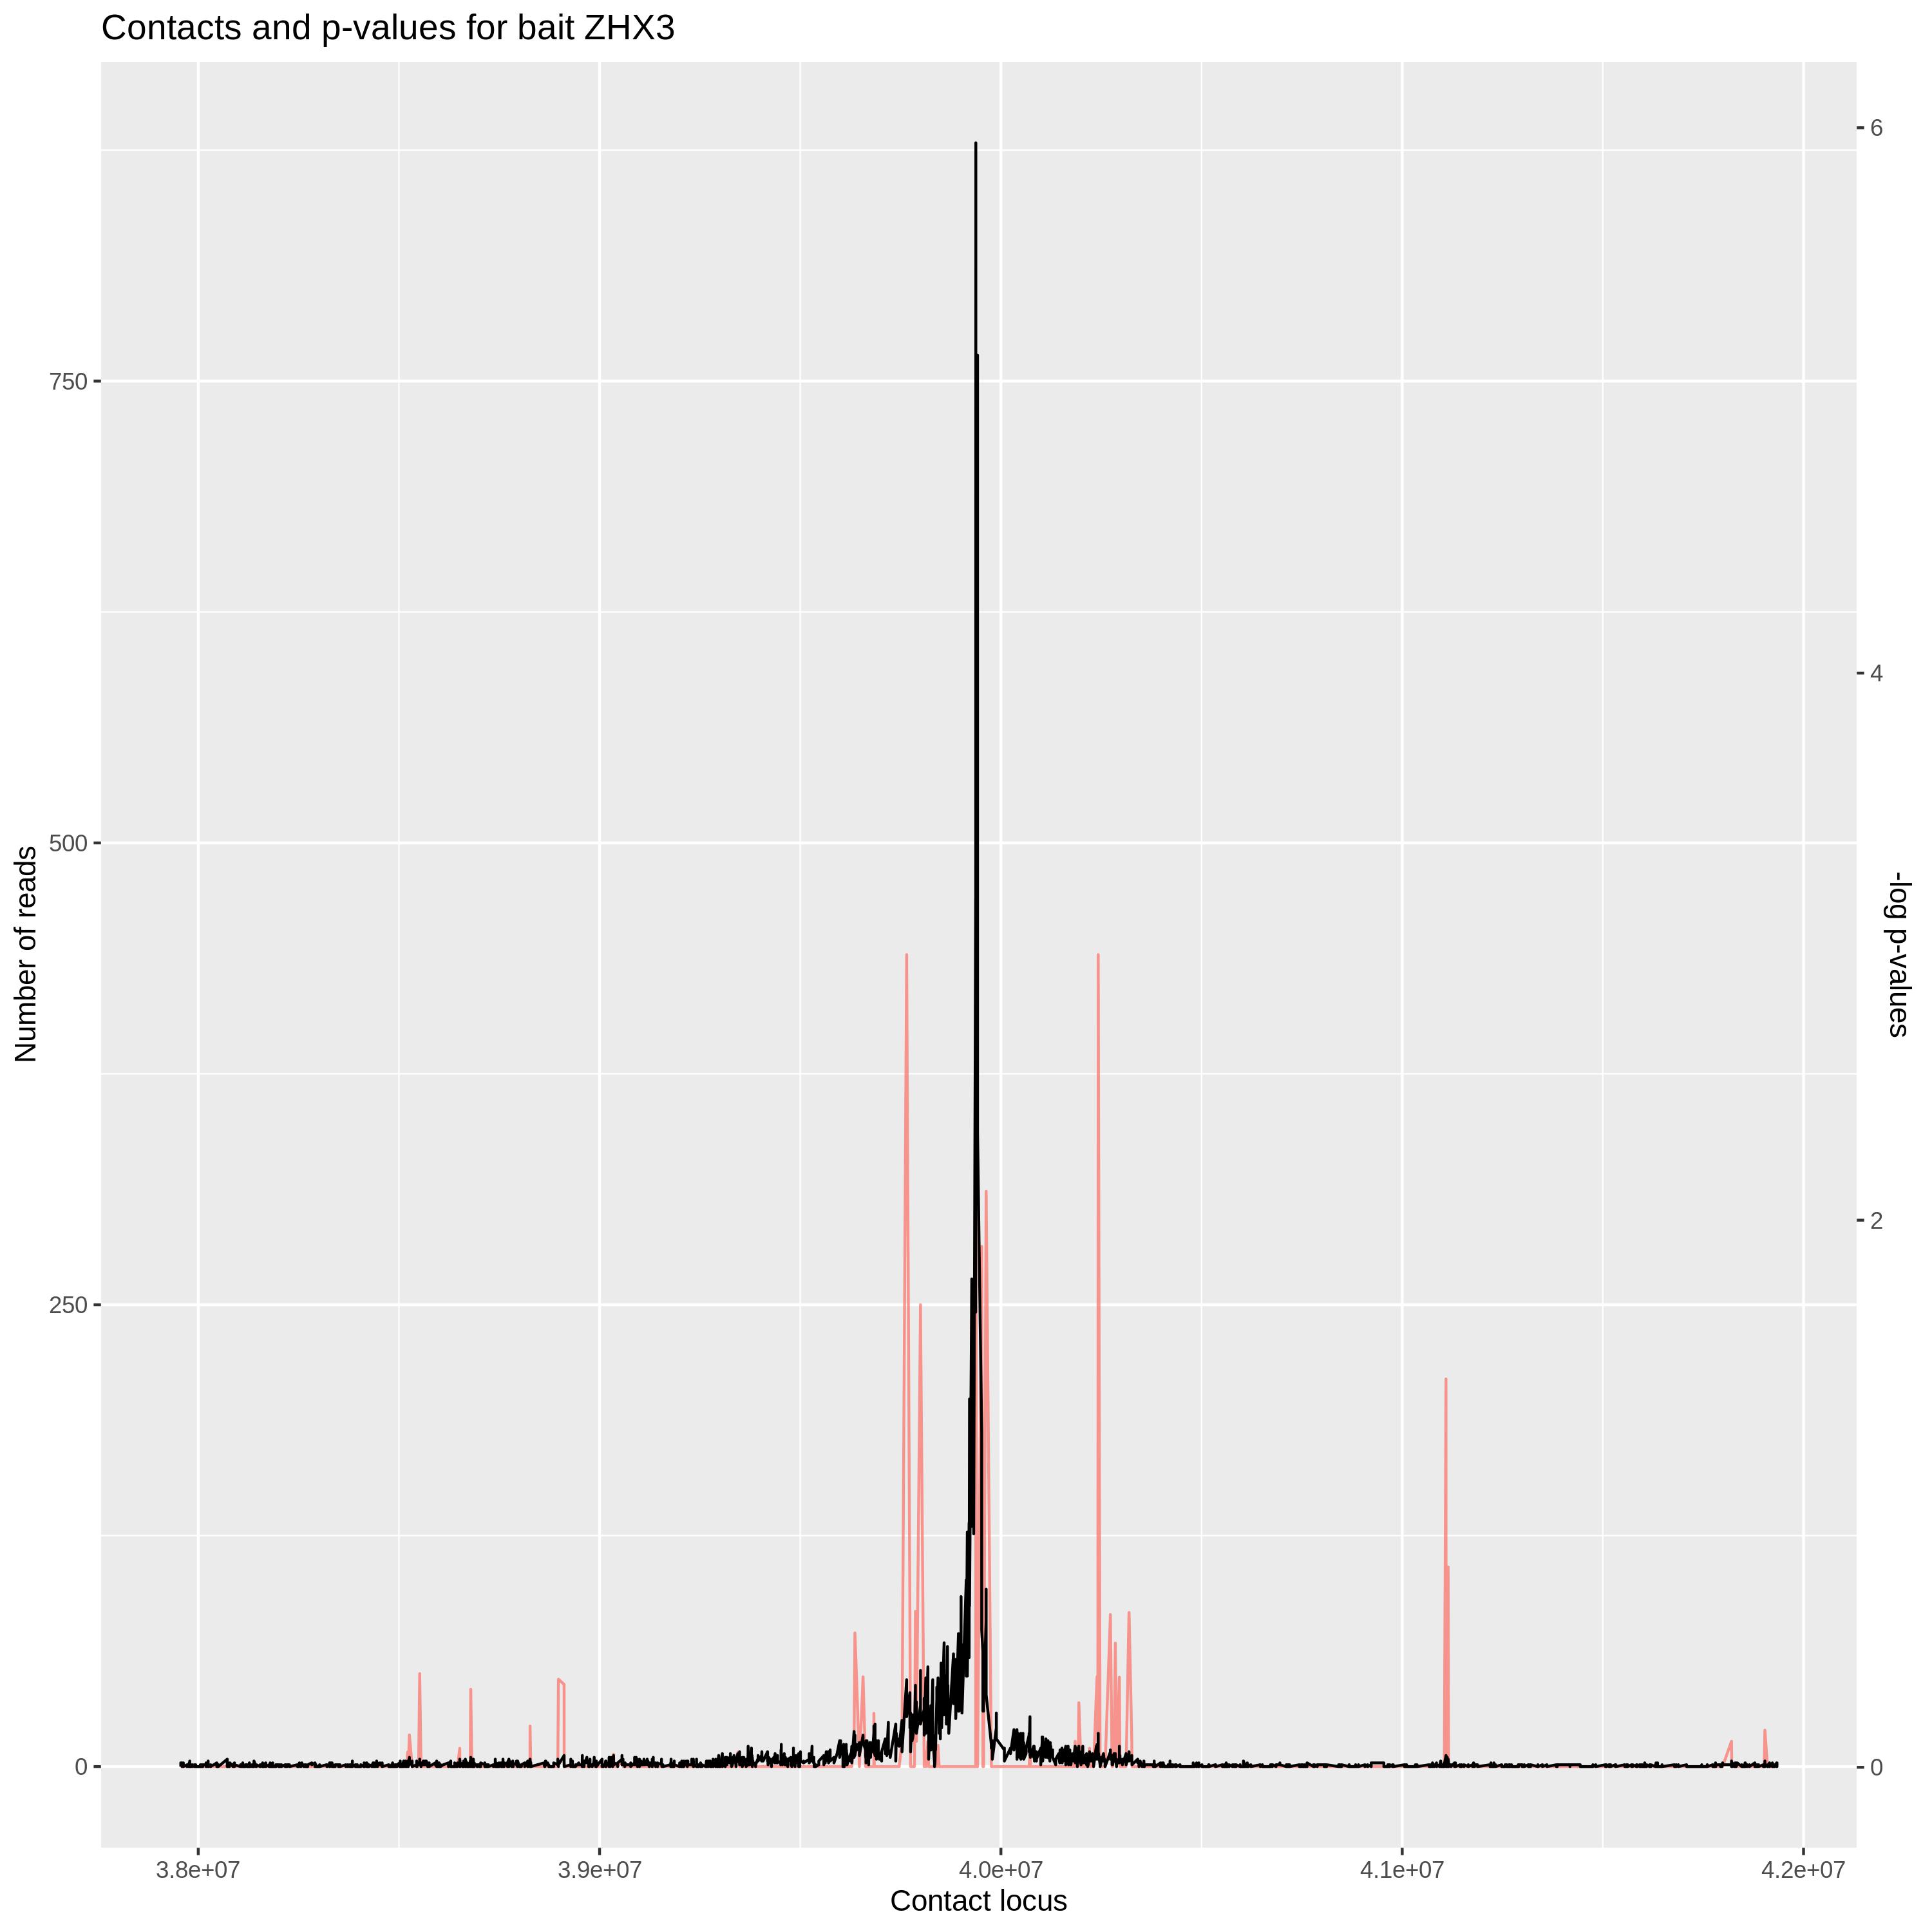 Contacts and p-values for bait ZHX3
6
750
4
500
Number of reads
-log p-values
2
250
0
0
3.8e+07
3.9e+07
4.0e+07
4.1e+07
4.2e+07
Contact locus